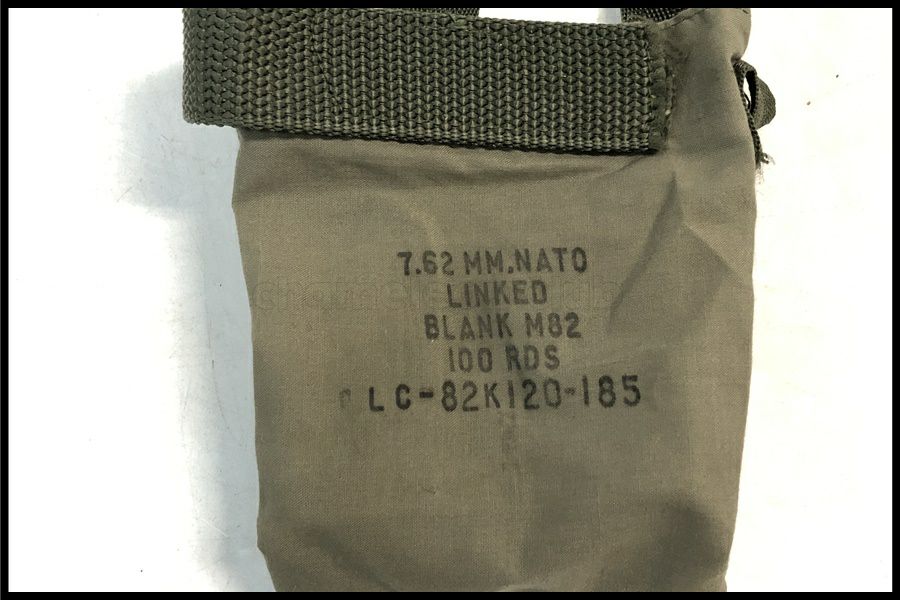 7.62 MM.NATO
LINKED
BLANK M82
100 RDS
LC-82K120-185